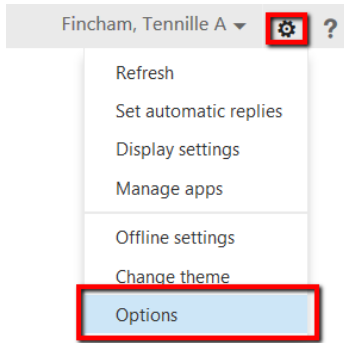 Fincham, Tennille A ?
Refresh
Set automatic replies
Display settings
Manage apps
Offline settings
Change theme
Options